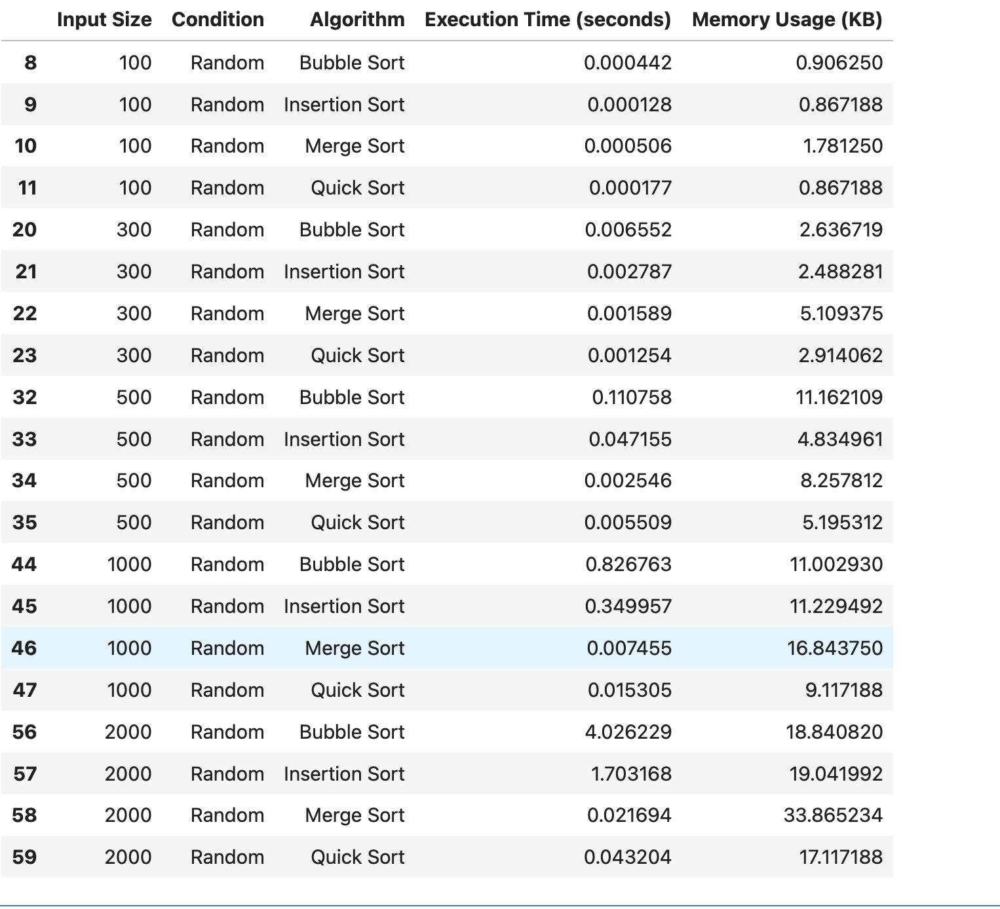 Input Size Condition Algorithm Execution Time (seconds) Memory Usage (KB)
8 100 Random Bubble Sort 0.000442 0.906250
9 100 Random Insertion Sort 0.000128 0.867188
10 100 Random Merge Sort 0.000506 1.781250
11 100 Random Quick Sort 0.000177 0.867188
20 300 Random Bubble Sort 0.006552 2.636719
21 300 Random Insertion Sort 0.002787 2.488281
22 300 Random Merge Sort 0.001589 5.109375
23 300 Random Quick Sort 0.001254 2.914062
32 500 Random Bubble Sort 0.110758 11.162109
33 500 Random Insertion Sort 0.047155 4.834961
34 500 Random Merge Sort 0.002546 8.257812
35 500 Random Quick Sort 0.005509 5.195312
44 1000 Random Bubble Sort 0.826763 11.002930
45 1000 Random Insertion Sort 0.349957 11.229492
46 1000 Random Merge Sort 0.007455 16.843750
47 1000 Random Quick Sort 0.015305 9.117188
56 2000 Random Bubble Sort 4.026229 18.840820
57 2000 Random Insertion Sort 1.703168 19.041992
58 2000 Random Merge Sort 0.021694 33.865234
59 2000 Random Quick Sort 0.043204 17.117188